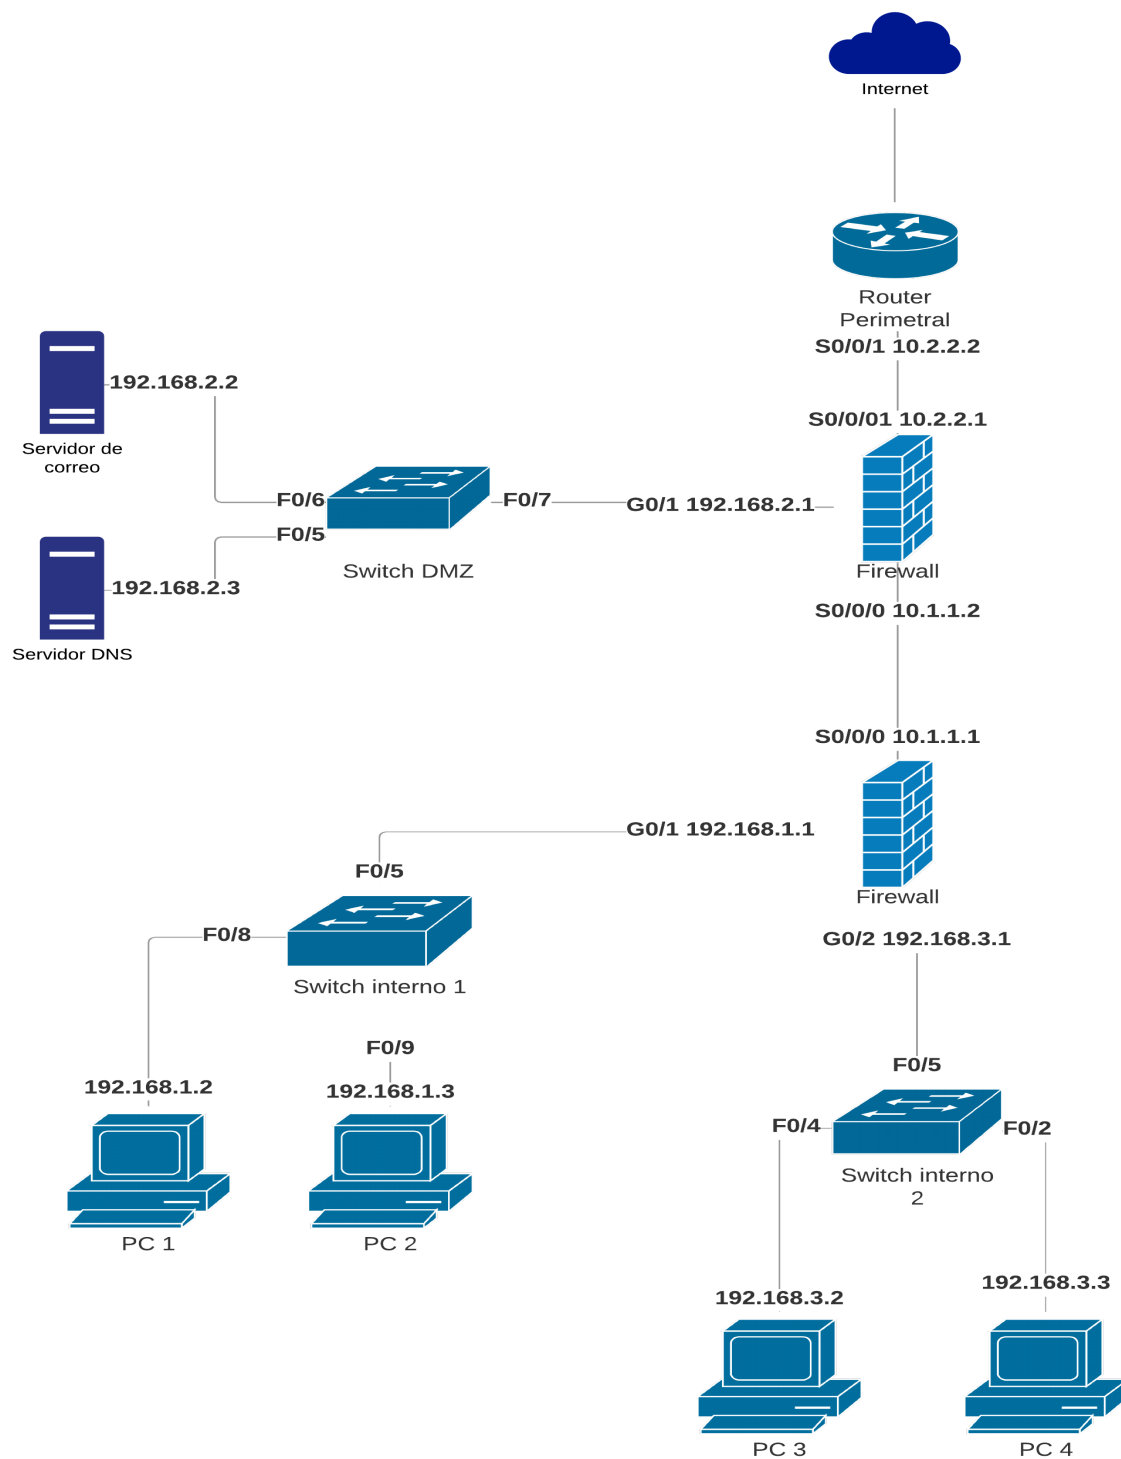 Internet
Router
Perimetral
S0/0/1 10.2.2.2
S0/0/01 10.2.2.1
192.168.2.2
Servidor de
correo
F0/6
F0/7
G0/1 192.168.2.1
F0/5
Switch DMZ
Firewall
192.168.2.3
Servidor DNS
S0/0/0 10.1.1.2
S0/0/0 10.1.1.1
G0/1 192.168.1.1
F0/5
Firewall
F0/8
G0/2 192.168.3.1
Switch interno 1
F0/9
F0/5
192.168.1.2
192.168.1.3
F0/4
F0/2
Switch interno
2
PC 1
PC 2
192.168.3.2
192.168.3.3
PC 3
PC 4